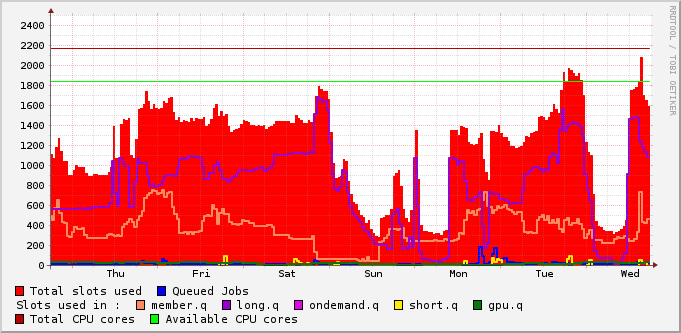 2400
2200
2000
1800
1600
1400
1200
1000
800
600
400
200
0
Thu Fri Sat Sun Mon Tue Wed
RRDTOOL / TOBI OETIKER
Total slots used Queued Jobs
Slots used in : member.q long.q ondemand.q short.q gpu.q
Total CPU cores Available CPU cores